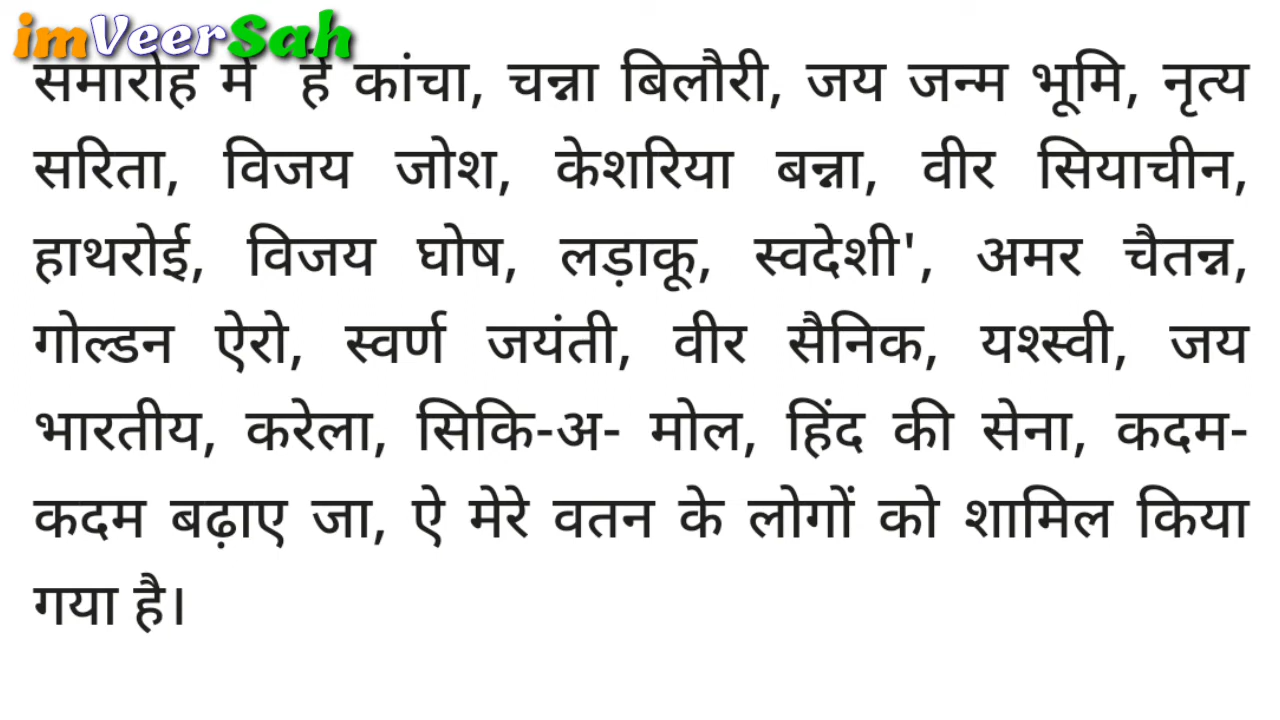 imVeerSah
समारोह में हे कांचा, चन्ना बिलौरी, जय जन्म भूमि, नृत्य
सरिता, विजय जोश, केशरिया बन्ना, वीर सियाचीन,
हाथरोई, विजय घोष, लड़ाकू, स्वदेशी', अमर चैतन्न,
गोल्डन ऐरो, स्वर्ण जयंती, वीर सैनिक, यश्स्वी, जय
भारतीय, करेला, सिकि-अ- मोल, हिंद की सेना, कदम-
कदम बढ़ाए जा, ऐ मेरे वतन के लोगों को शामिल किया
गया है।